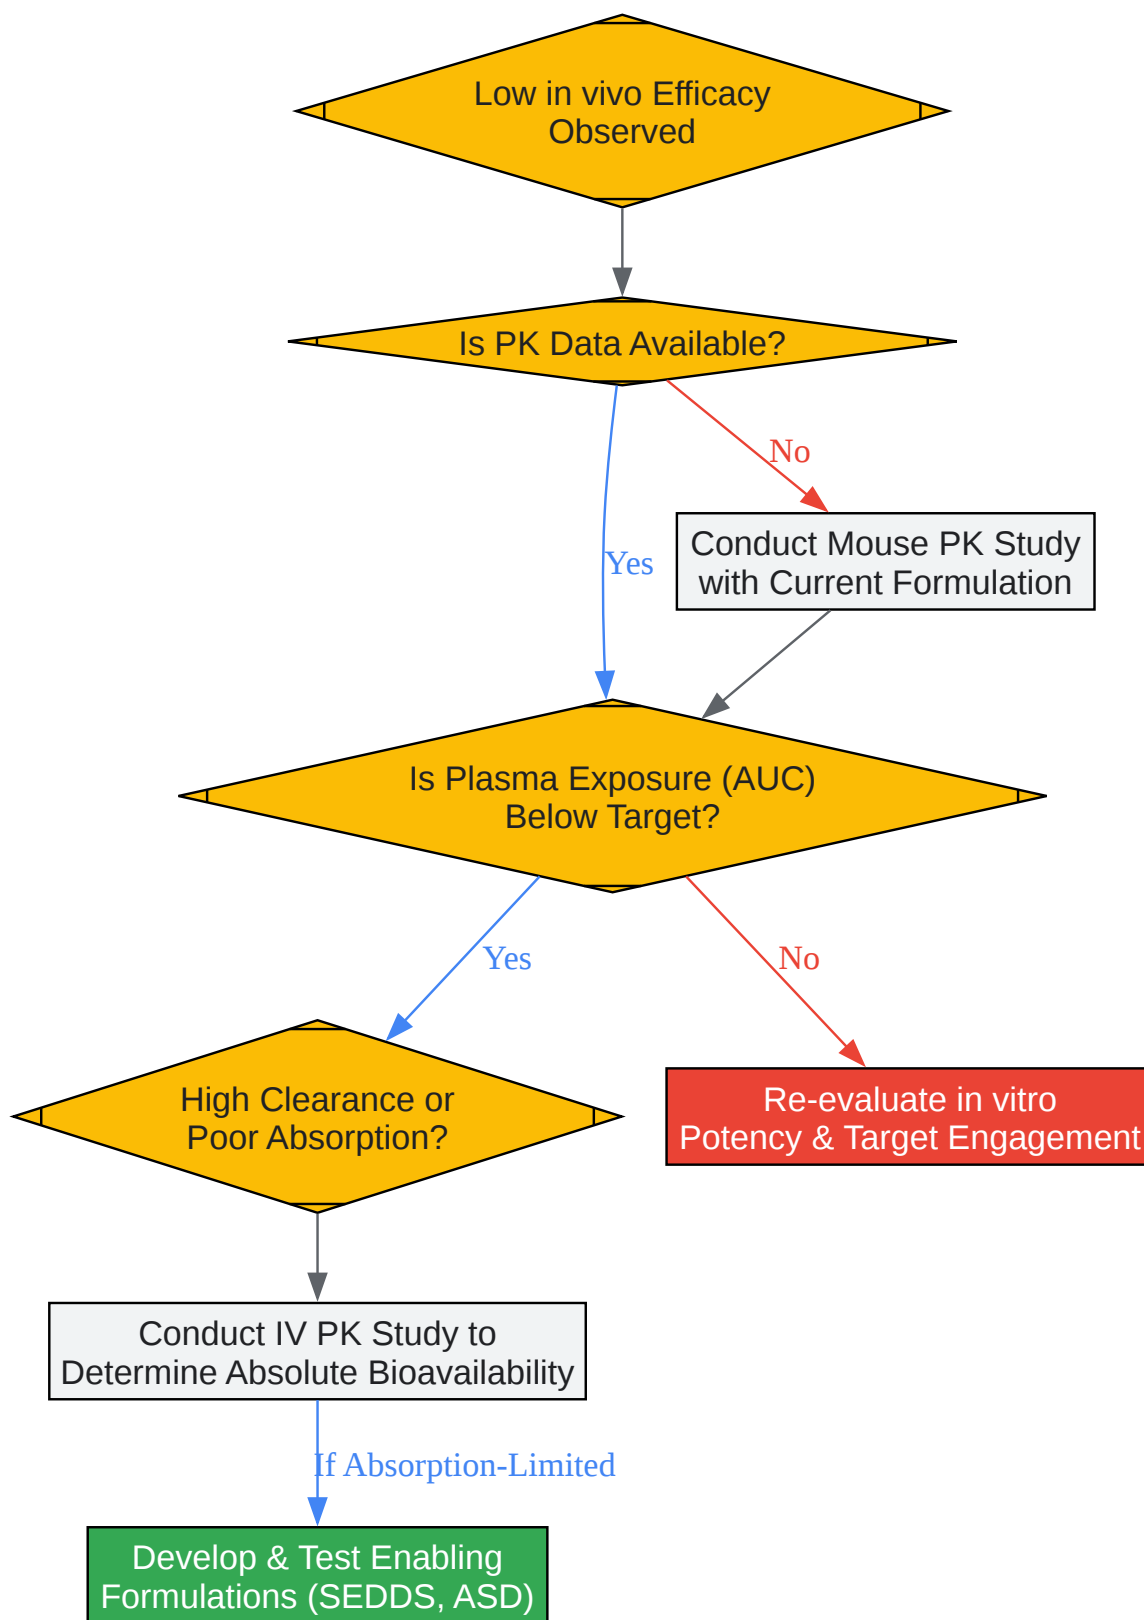 Low in vivo Efficacy
Observed
Is PK Data Available?
No
Conduct Mouse PK Study
with Current Formulation
Yes
Is Plasma Exposure (AUC)
Below Target?
Yes
No
High Clearance or
Poor Absorption?
Re-evaluate in vitro
Potency & Target Engagement
Conduct IV PK Study to
Determine Absolute Bioavailability
If Absorption-Limited
Develop & Test Enabling
Formulations (SEDDS, ASD)